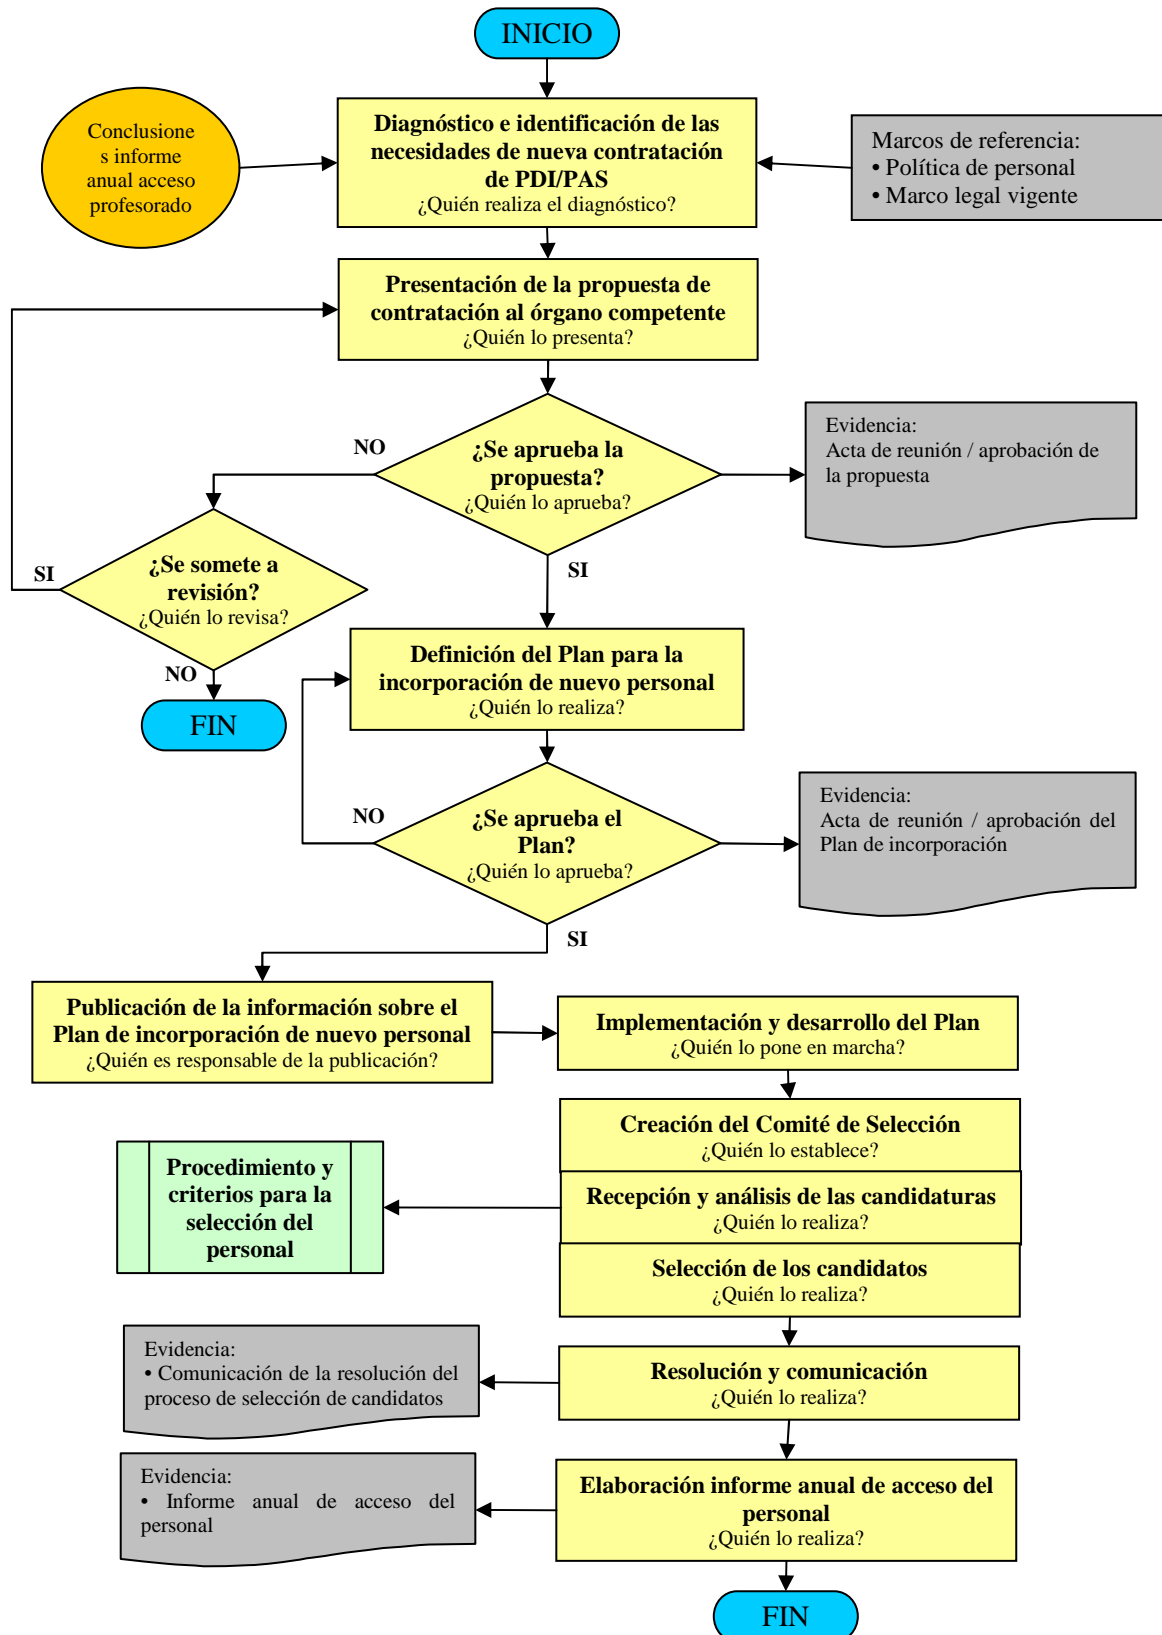 INICIO
Conclusione
s informe
anual acceso
profesorado
Diagnóstico e identificación de las
necesidades de nueva contratación
de PDI/PAS
¿Quién realiza el diagnóstico?
Marcos de referencia:
• Política de personal
• Marco legal vigente
Presentación de la propuesta de
contratación al órgano competente
¿Quién lo presenta?
NO
¿Se aprueba la
propuesta?
¿Quién lo aprueba?
Evidencia:
Acta de reunión / aprobación de
la propuesta
SI
SI
¿Se somete a
revisión?
¿Quién lo revisa?
NO
FIN
Definición del Plan para la
incorporación de nuevo personal
¿Quién lo realiza?
NO
¿Se aprueba el
Plan?
¿Quién lo aprueba?
Evidencia:
Acta de reunión / aprobación del
Plan de incorporación
SI
Publicación de la información sobre el
Plan de incorporación de nuevo personal
¿Quién es responsable de la publicación?
Implementación y desarrollo del Plan
¿Quién lo pone en marcha?
Creación del Comité de Selección
¿Quién lo establece?
Procedimiento y
criterios para la
selección del
personal
Recepción y análisis de las candidaturas
¿Quién lo realiza?
Selección de los candidatos
¿Quién lo realiza?
Evidencia:
• Comunicación de la resolución del
proceso de selección de candidatos
Resolución y comunicación
¿Quién lo realiza?
Evidencia:
• Informe anual de acceso del
personal
Elaboración informe anual de acceso del
personal
¿Quién lo realiza?
FIN